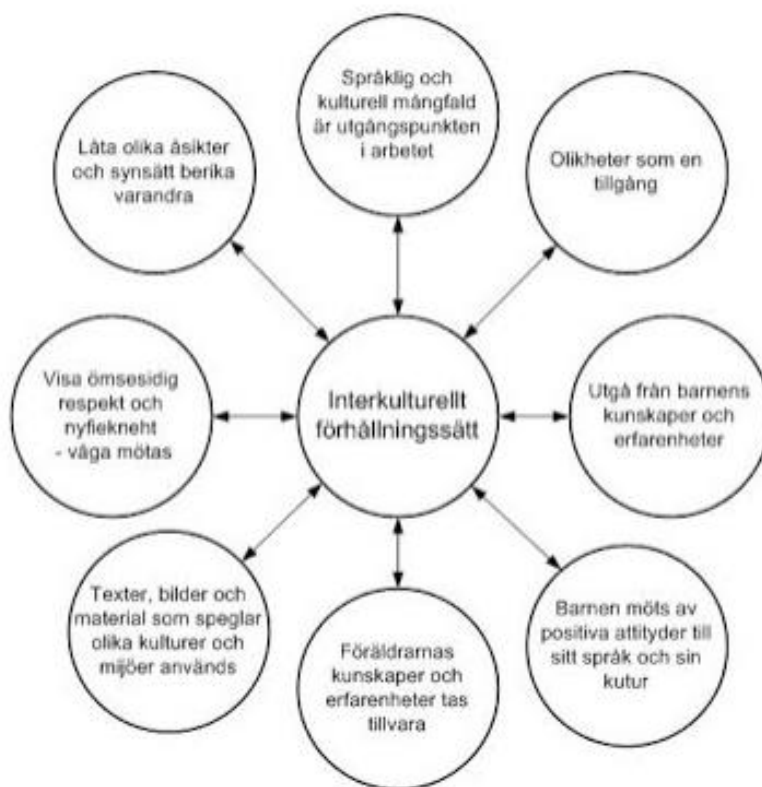 Språklig och
kulturell mångfald
är utgångspunkten
i arbetet
Låta olika åsikter
och synsätt berika
varandra
Olikheter som en
tillgång
Visa ömsesidig
respekt och
nyfiekneht
- våga mötas
Interkulturellt
förhållningssätt
Utgå från barnens
kunskaper och
erfarenheter
Texter, bilder och
material som speglar
olika kulturer och
mijöer används
Föräldrarnas
kunskaper och
erfarenheter tas
tillvara
Barnen möts av
positiva attityder till
sitt språk och sin
kutur